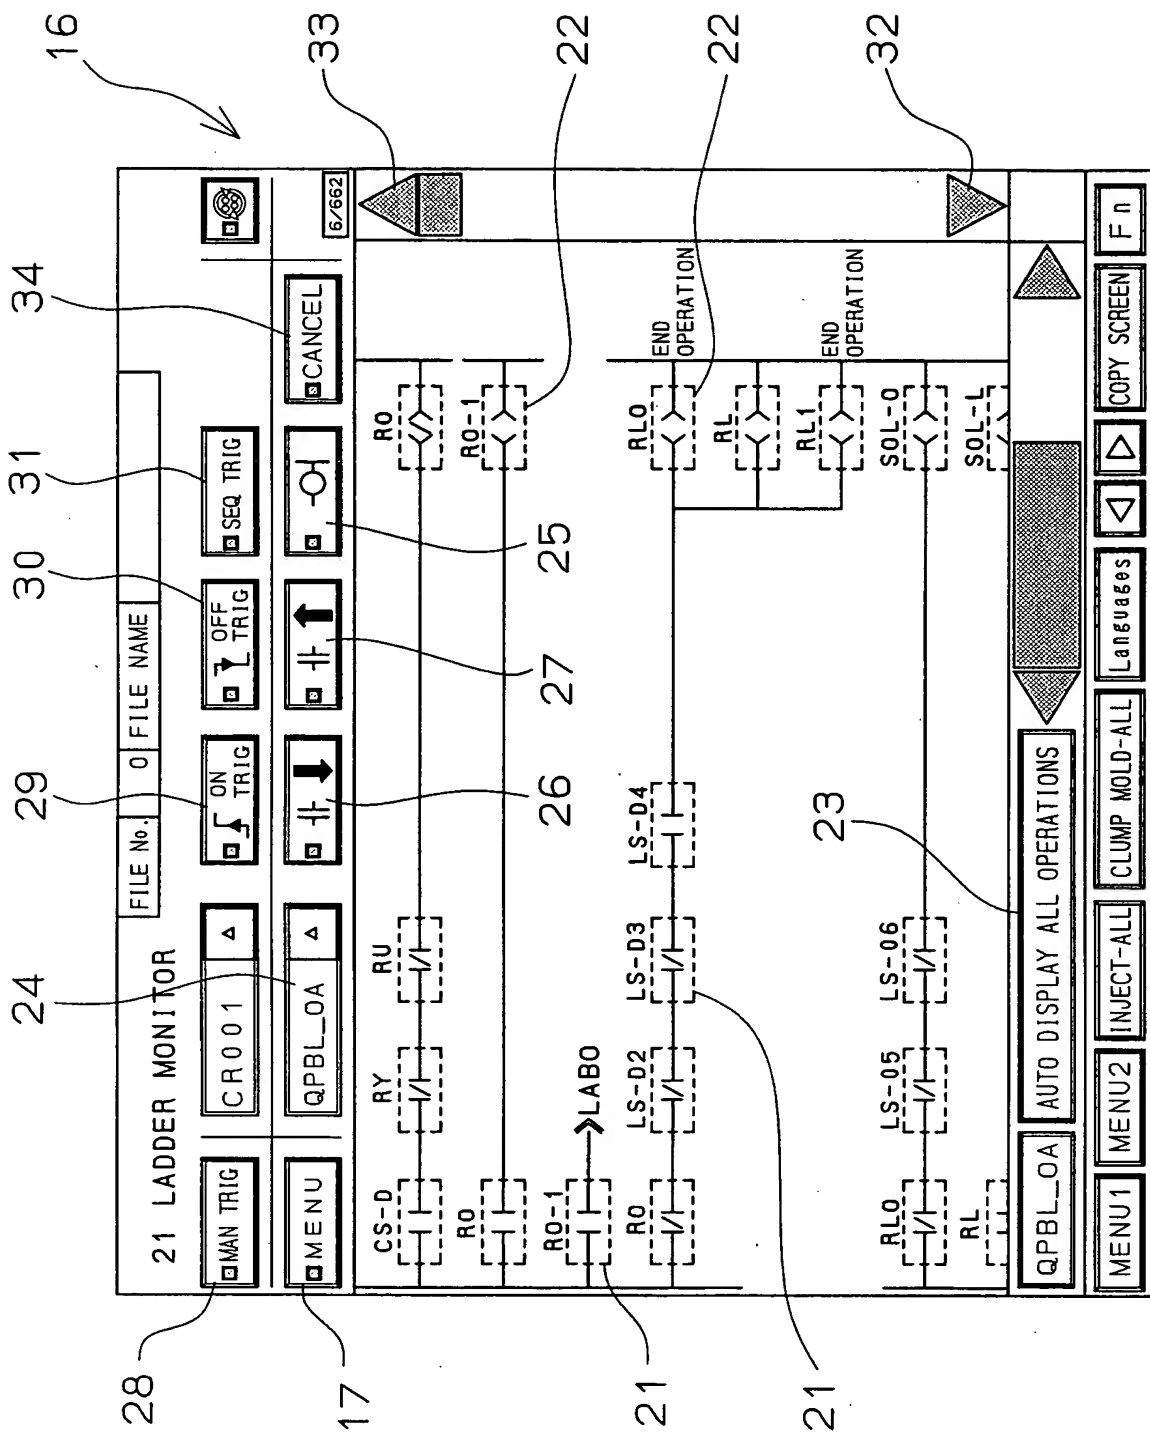 24 29 30 31 34
16
FILE No. 0 FILE NAME
21 LADDER MONITOR
28
MAN TRIG CR001 ON TRIG OFF TRIG SEQ TRIG
MENU QPBL_OA CANCEL
6/662
33
17
CS-D RY RU RO
RO RO-1
26 27 25
22
RO-1 LABO
21
RO LS-D2 LS-D3 LS-D4 RLO END OPERATION
22
RL
RL1 END OPERATION
21
23
RLO LS-05 LS-06 SOL-O
32
RL SOL-L
QPBL_OA AUTO DISPLAY ALL OPERATIONS
MENU1 MENU2 INJECT-ALL CLUMP MOLD-ALL Languages COPY SCREEN Fn